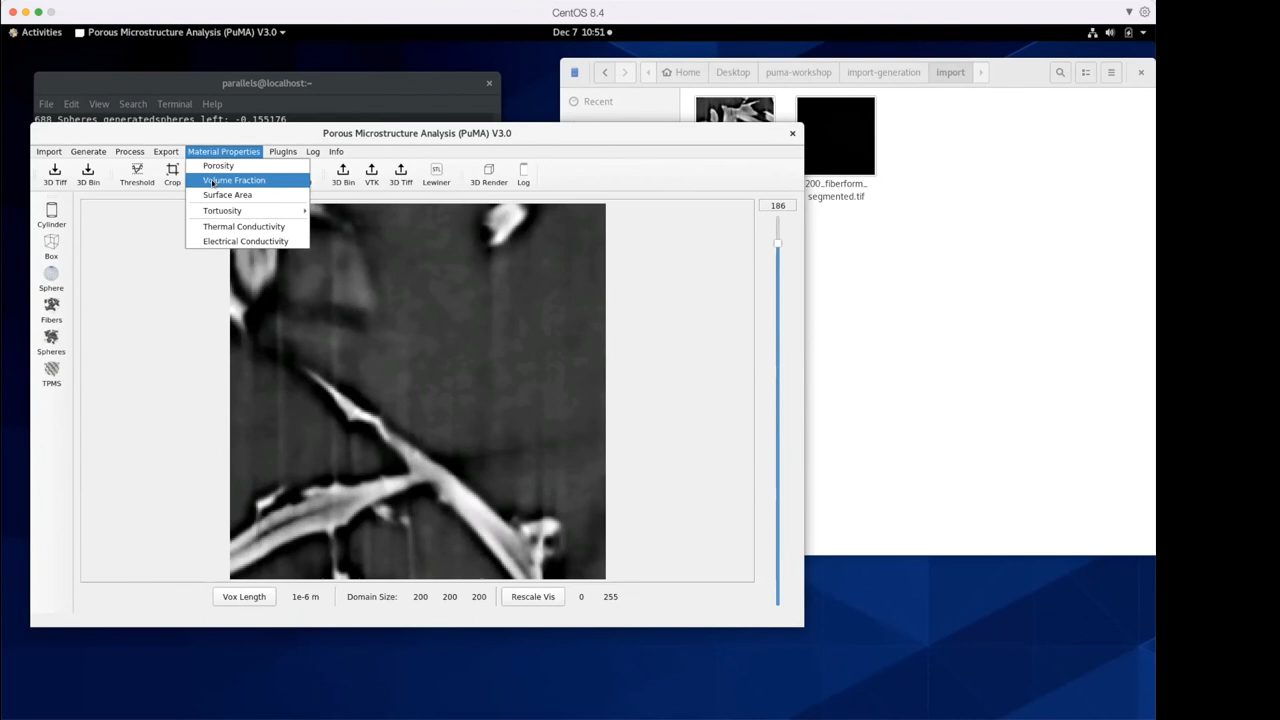 CentOS 8.4
Activities Porous Microstructure Analysis (PuMA) V3.0 Dec 7 10:51
parallels@localhost:~
File Edit View Search Terminal Help
688 Spheres generatedspheres left: -0.155176
Home Desktop puma-workshop import-generation import
Recent
200_fiberform_
segmented.tif
Porous Microstructure Analysis (PuMA) V3.0
Import Generate Process Export Material Properties PlugIns Log Info
Porosity
Volume Fraction
Surface Area
Tortuosity
Thermal Conductivity
Electrical Conductivity
3D Tiff 3D Bin Threshold Crop 3D Bin VTK 3D Tiff Lewiner 3D Render Log
STL
Cylinder
Box
Sphere
Fibers
Spheres
TPMS
186
Vox Length 1e-6 m Domain Size: 200 200 200 Rescale Vis 0 255